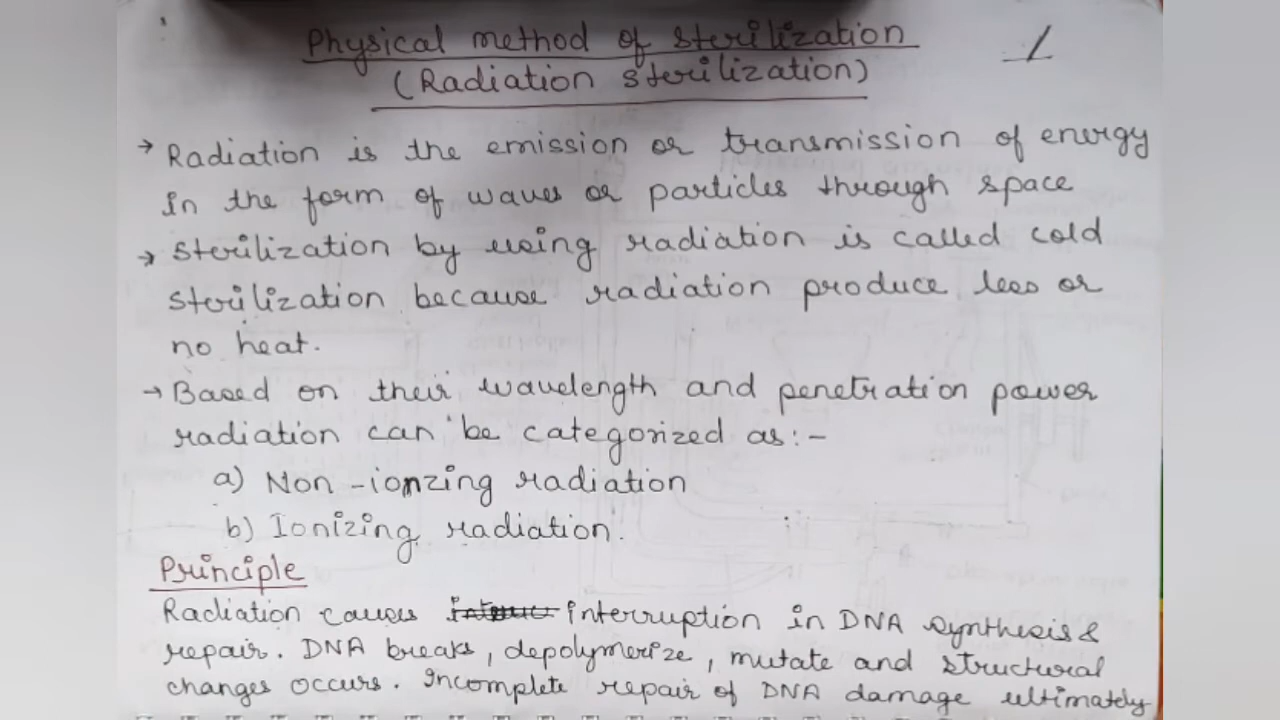 Physical method of sterilization
1
(Radiation sterilization)
→ Radiation is the emission or transmission of energy
in the form of waves or particles through space
→ Sterilization by using radiation is called cold
sterilization because radiation produce less or
no heat.
→ Based on their wavelength and penetration power
radiation can be categorized as:-
a) Non-ionzing radiation
b) Ionizing radiation.
Principle
Radiation causes interruption in DNA synthesis &
repair. DNA breaks, depolymerize, mutate and structural
changes occurs. Incomplete repair of DNA damage ultimately